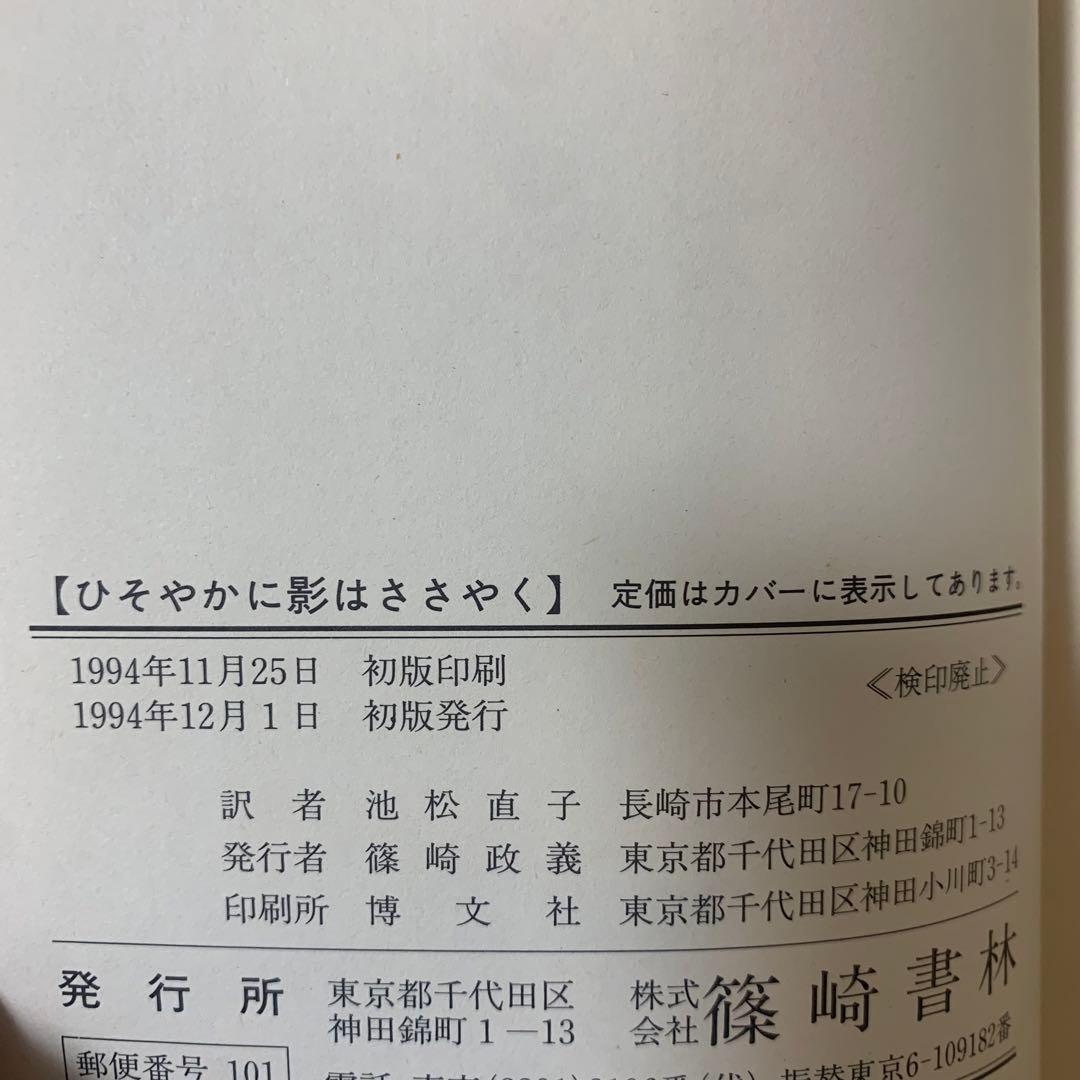 【ひそやかに影はささやく】 定価はカバーに表示してあります。
1994年11月25日 初版印刷 《検印廃止》
1994年12月1日 初版発行
訳者 池松直子 長崎市本尾町17-10
発行者 篠崎政義 東京都千代田区神田錦町1-13
印刷所 博文社 東京都千代田区神田小川町3-14
発行所 東京都千代田区神田錦町1—13 株式会社 篠崎書林
郵便番号 101 振替東京6-109182番